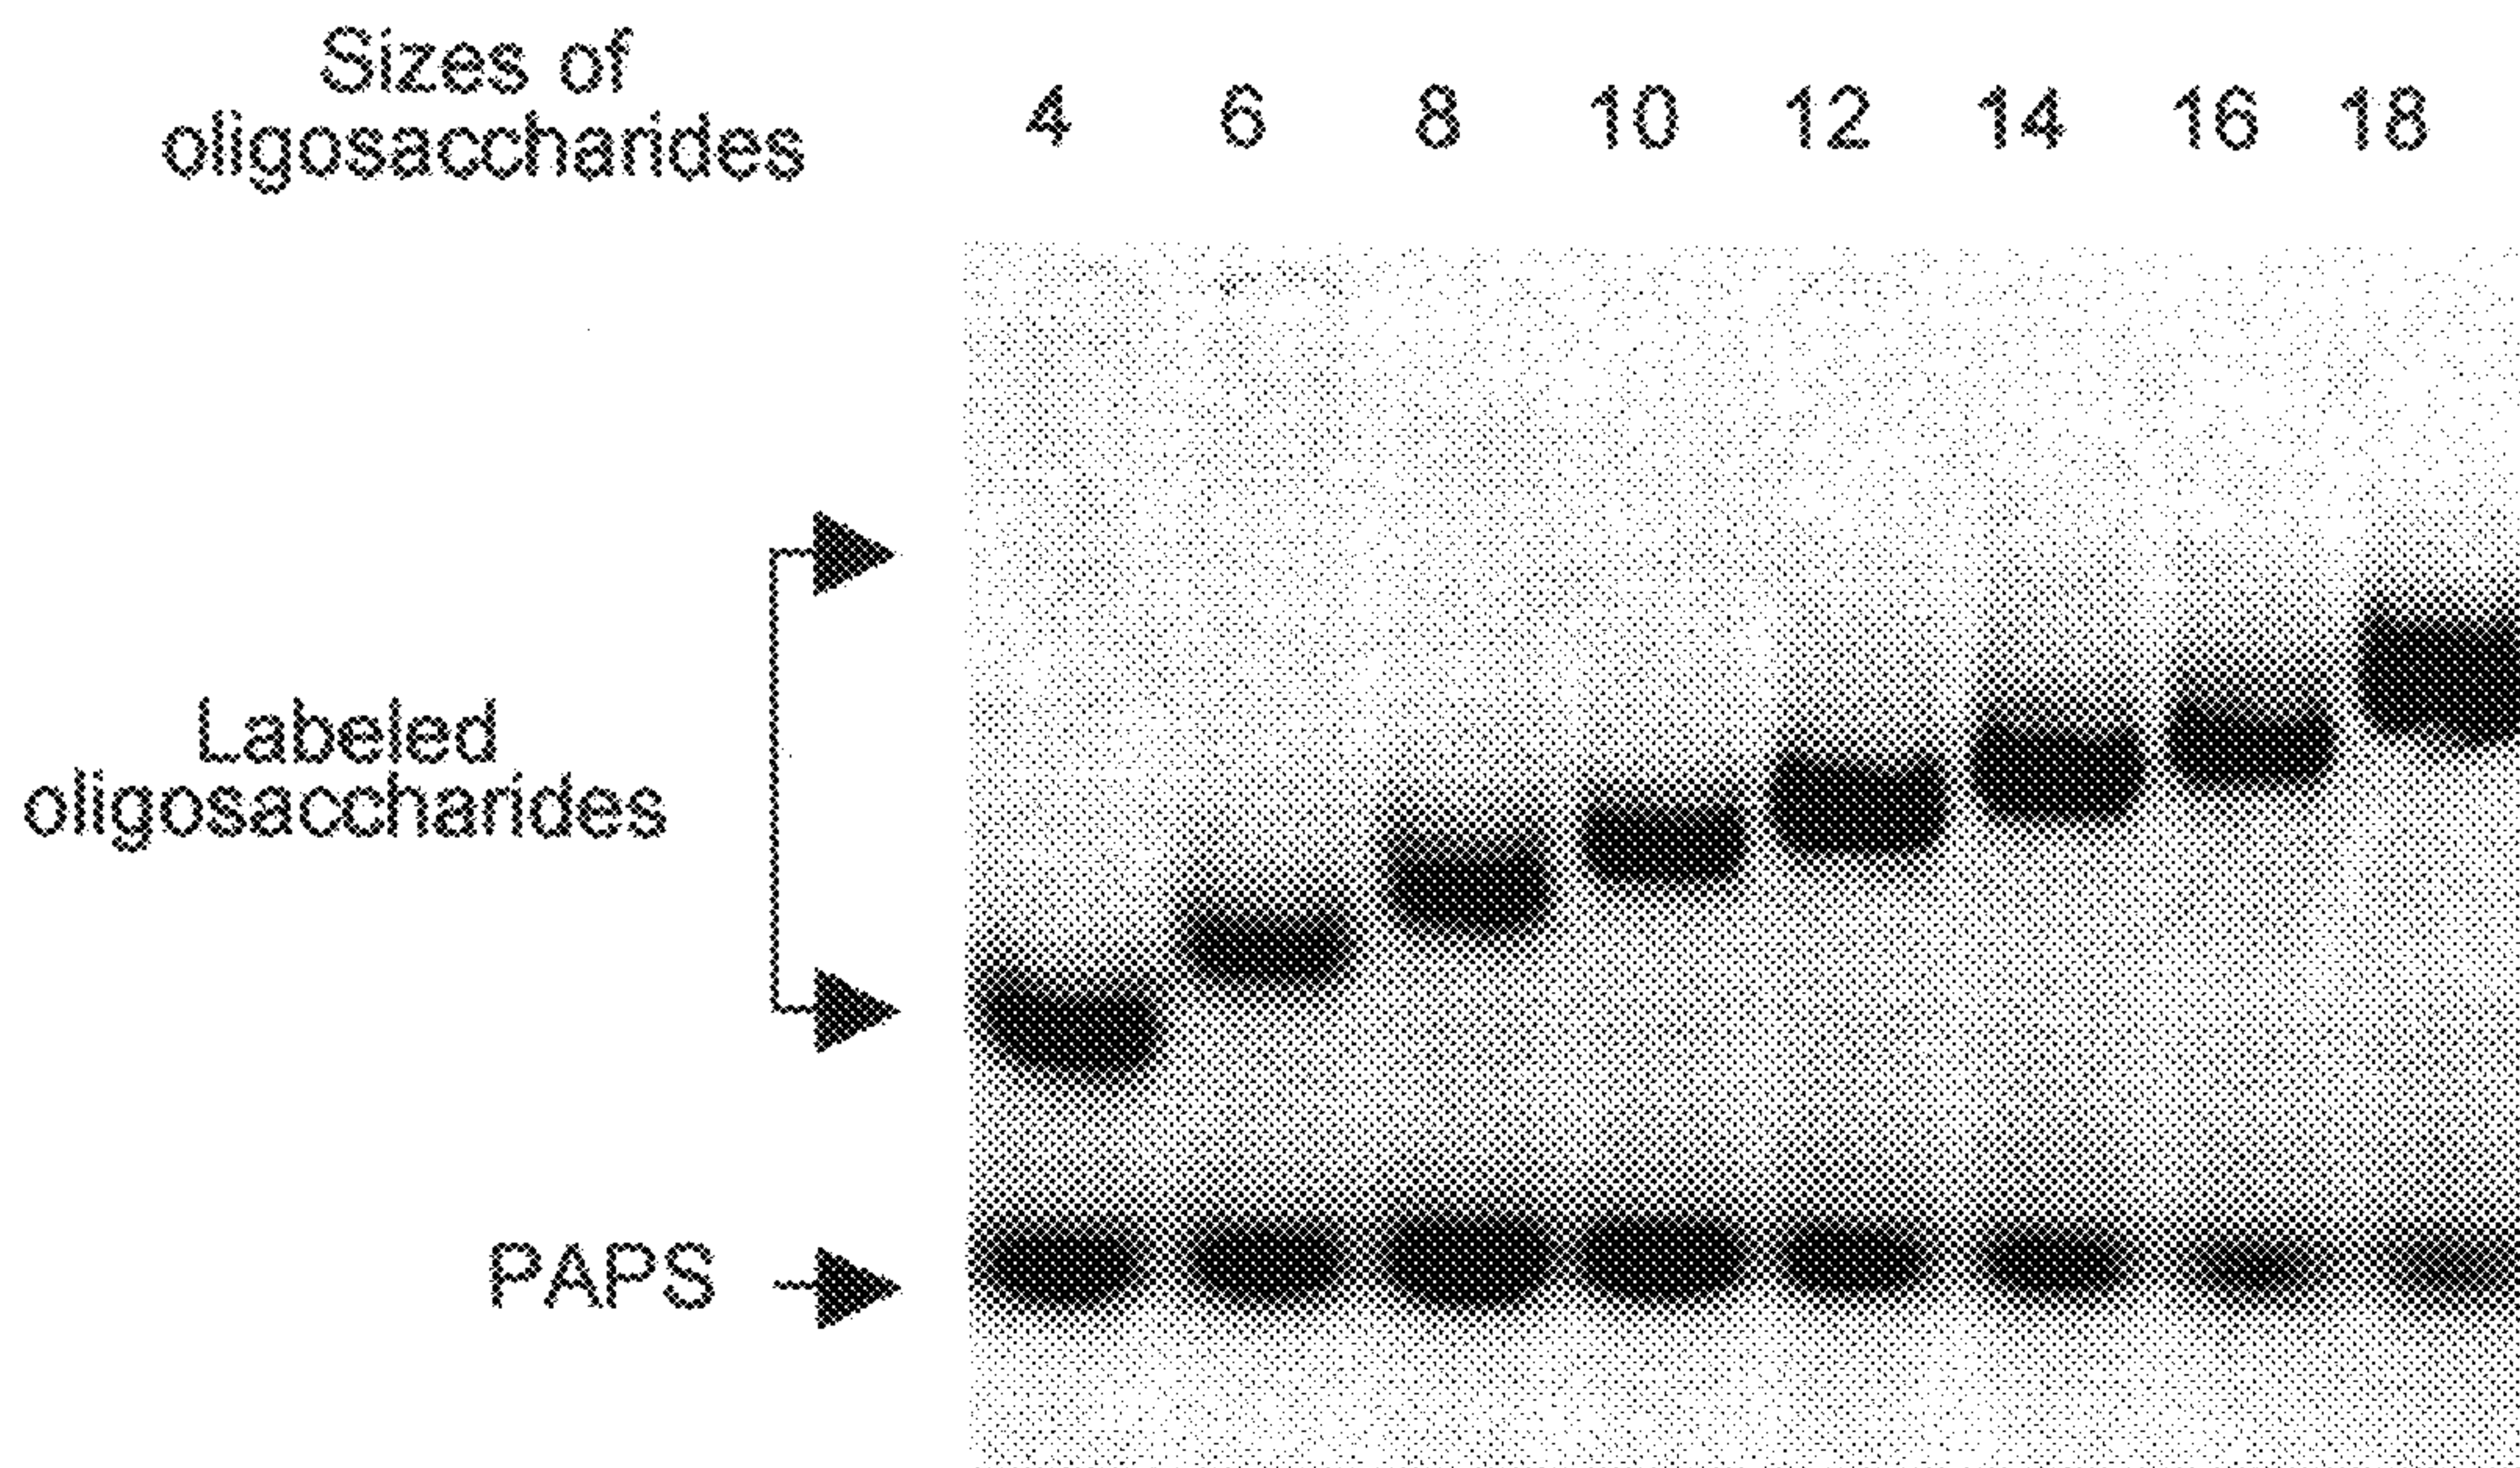 Sizes of
oligosaccharides
4 6 8 10 12 14 16 18
Labeled
oligosaccharides
PAPS